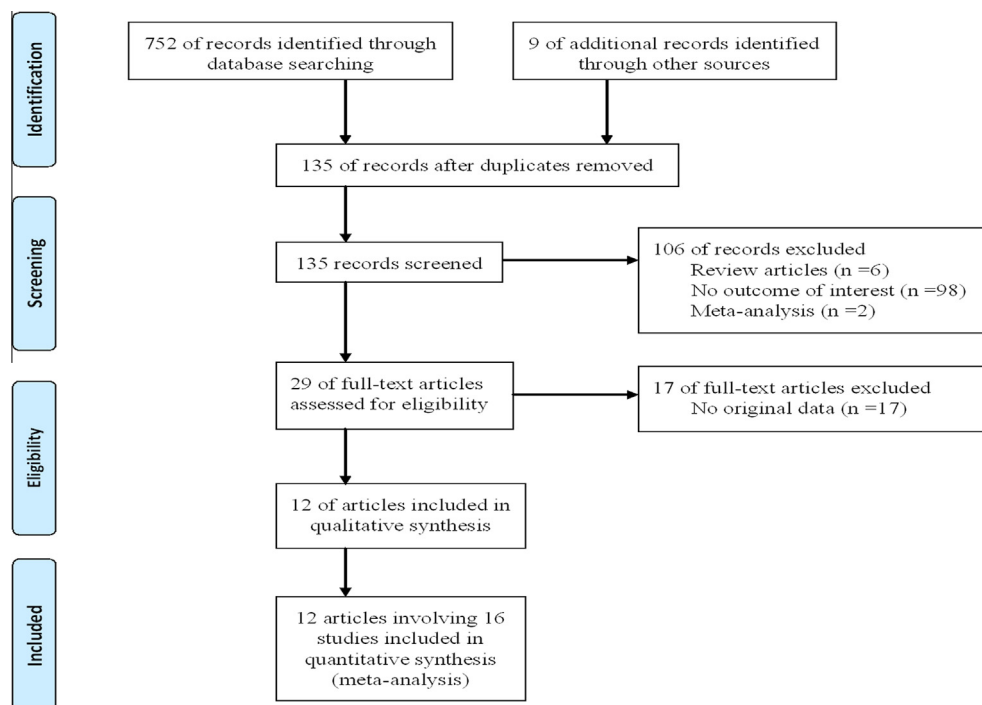 Identification
752 of records identified through
database searching
9 of additional records identified
through other sources
135 of records after duplicates removed
Screening
135 records screened
106 of records excluded
Review articles (n =6)
No outcome of interest (n =98)
Meta-analysis (n =2)
Eligibility
29 of full-text articles
assessed for eligibility
17 of full-text articles excluded
No original data (n =17)
12 of articles included in
qualitative synthesis
Included
12 articles involving 16
studies included in
quantitative synthesis
(meta-analysis)